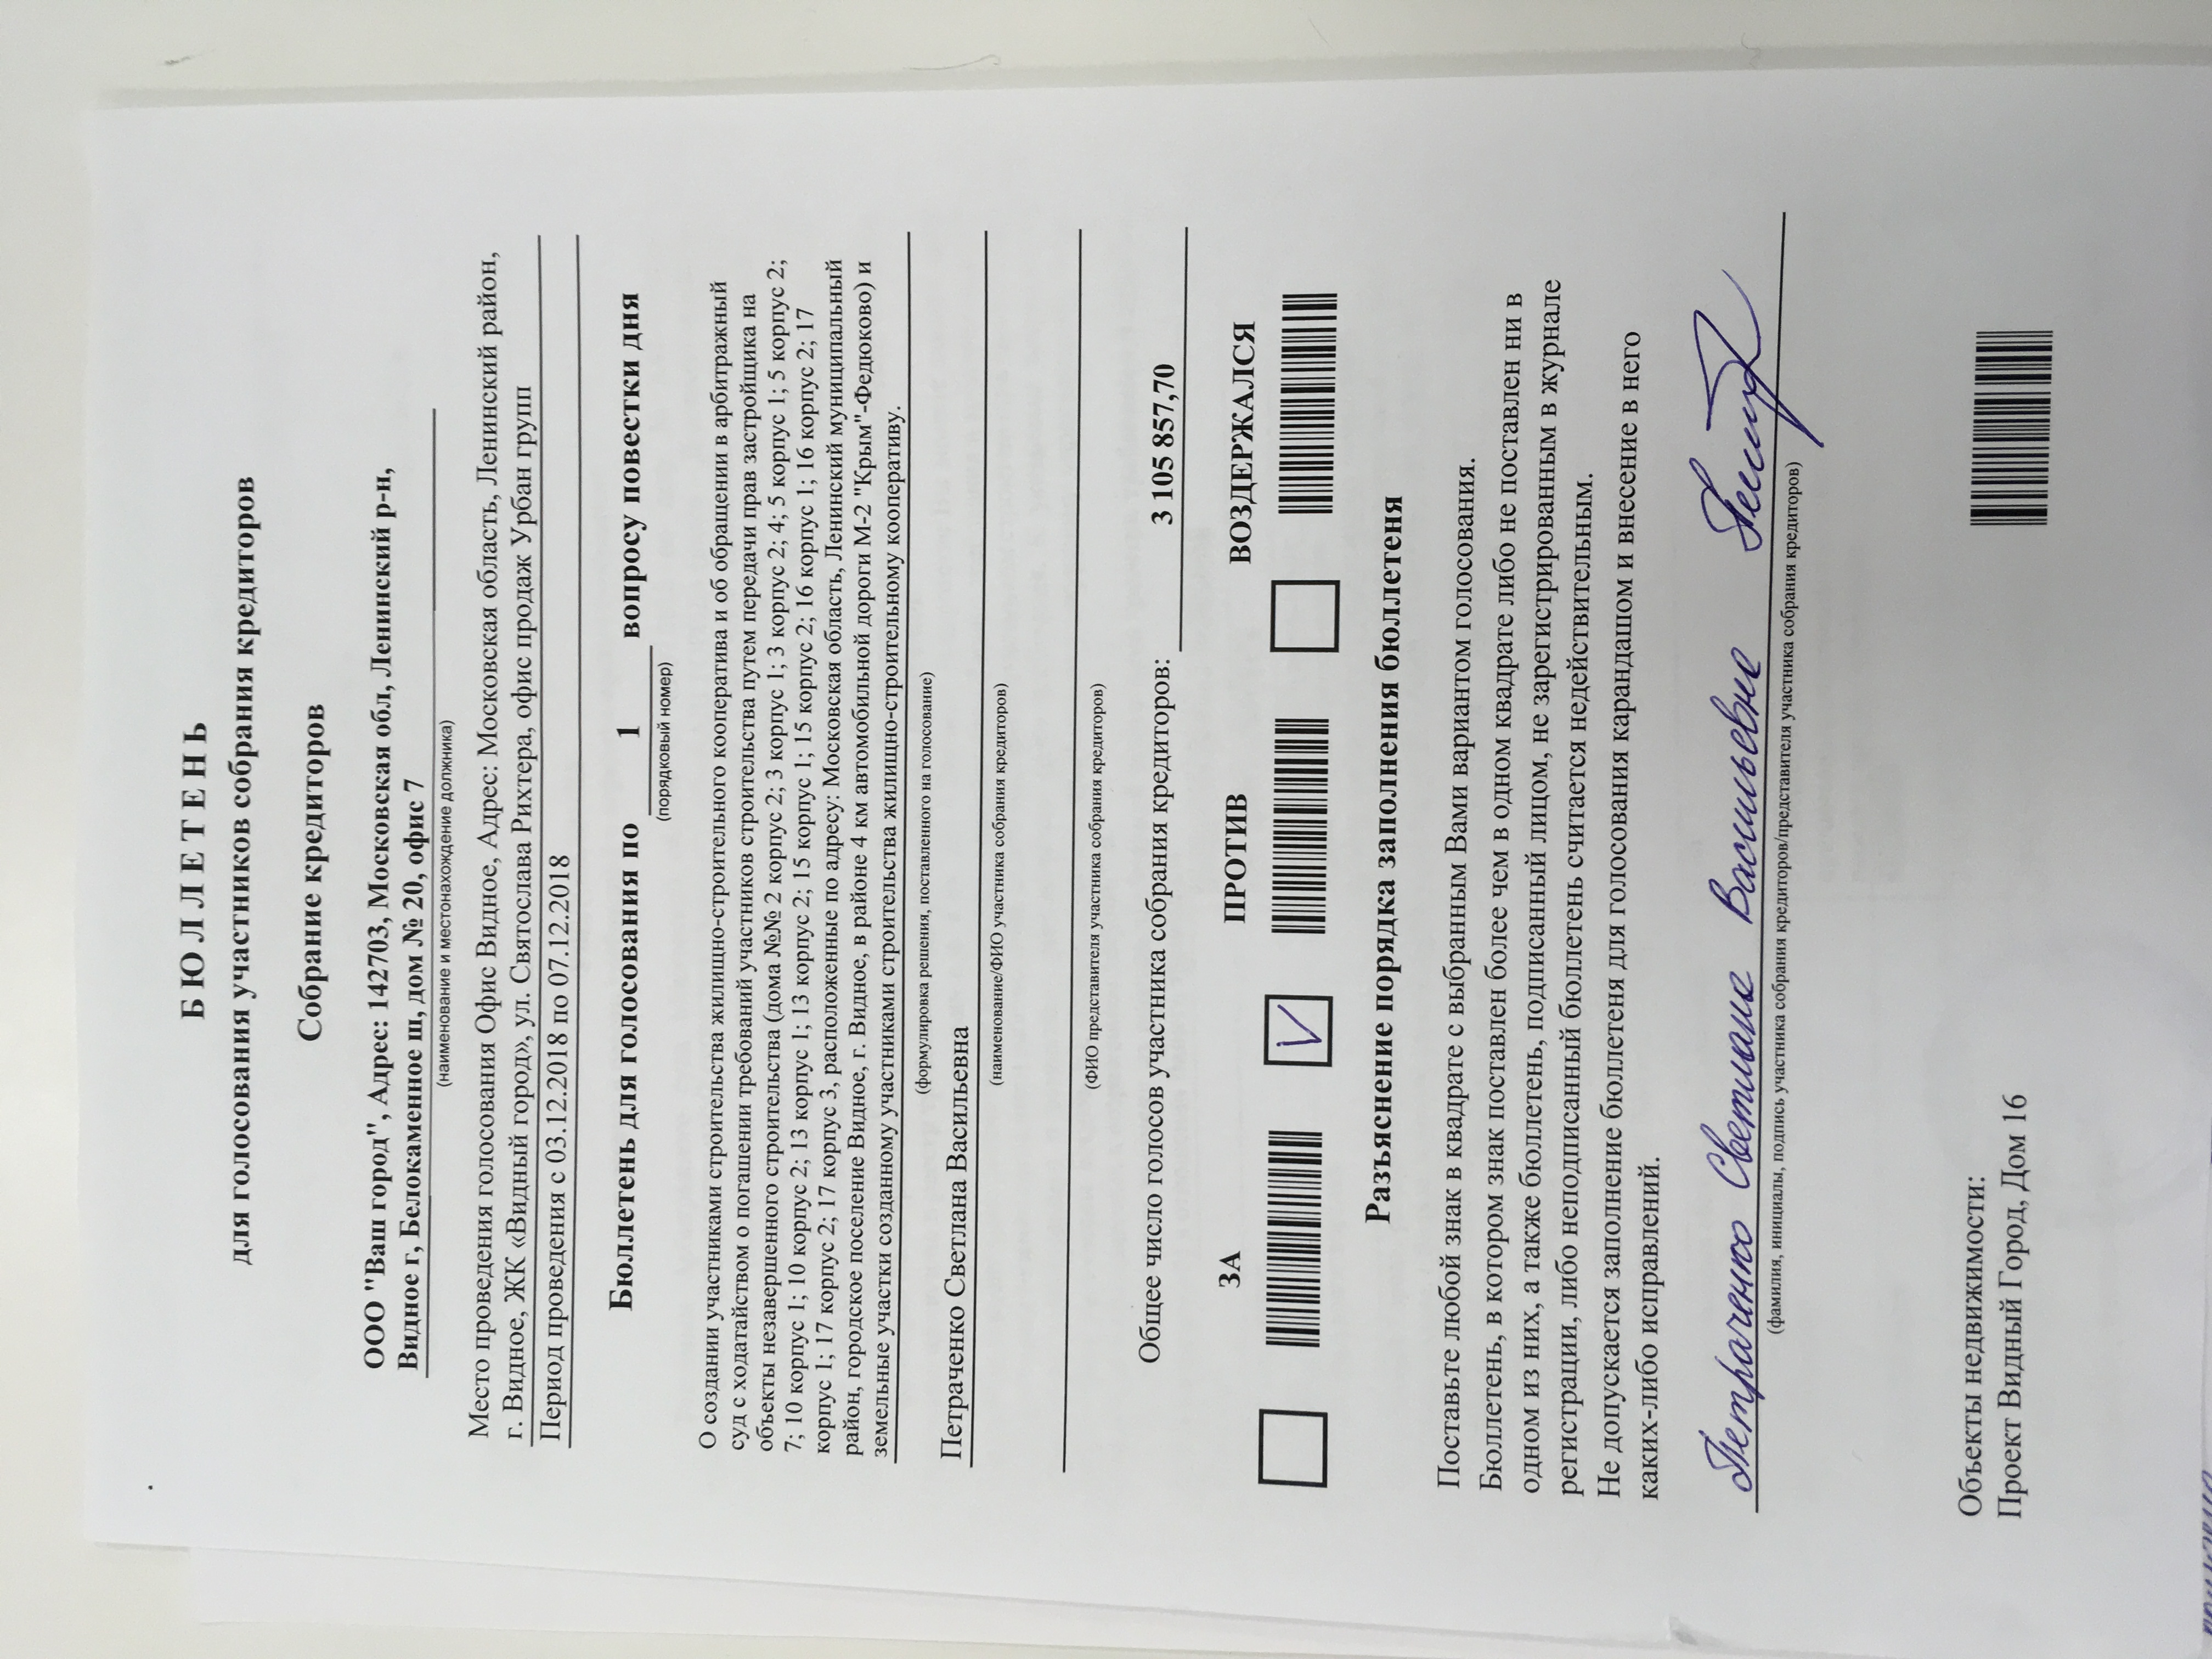 БЮЛЛЕТЕНЬ
для голосования участников собрания кредиторов
Собрание кредиторов
ООО "Ваш город", Адрес: 142703, Московская обл, Ленинский р-н,
Видное г, Белокаменное ш, дом № 20, офис 7
(наименование и местонахождение должника)
Место проведения голосования Офис Видное, Адрес: Московская область, Ленинский район,
г. Видное, ЖК «Видный город», ул. Святослава Рихтера, офис продаж Урбан групп
Период проведения с 03.12.2018 по 07.12.2018
Бюллетень для голосования по 1 вопросу повестки дня
(порядковый номер)
О создании участниками строительства жилищно-строительного кооператива и об обращении в арбитражный
суд с ходатайством о погашении требований участников строительства путем передачи прав застройщика на
объекты незавершенного строительства (дома №№ 2 корпус 2; 3 корпус 1; 3 корпус 2; 4; 5 корпус 1; 5 корпус 2;
7; 10 корпус 1; 10 корпус 2; 13 корпус 1; 13 корпус 2; 15 корпус 1; 15 корпус 2; 16 корпус 1; 16 корпус 2; 17
корпус 1; 17 корпус 2; 17 корпус 3, расположенные по адресу: Московская область, Ленинский муниципальный
район, городское поселение Видное, г. Видное, в районе 4 км автомобильной дороги М-2 "Крым"-Федюково) и
земельные участки созданному участниками строительства жилищно-строительному кооперативу.
(формулировка решения, поставленного на голосование)
Петраченко Светлана Васильевна
(наименование/ФИО участника собрания кредиторов)
(ФИО представителя участника собрания кредиторов)
Общее число голосов участника собрания кредиторов: 3 105 857,70
ЗА ПРОТИВ ВОЗДЕРЖАЛСЯ
Разъяснение порядка заполнения бюллетеня
Поставьте любой знак в квадрате с выбранным Вами вариантом голосования.
Бюллетень, в котором знак поставлен более чем в одном квадрате либо не поставлен ни в
одном из них, а также бюллетень, подписанный лицом, не зарегистрированным в журнале
регистрации, либо неподписанный бюллетень считается недействительным.
Не допускается заполнение бюллетеня для голосования карандашом и внесение в него
каких-либо исправлений.
Петраченко Светлана Васильевна
(фамилия, инициалы, подпись участника собрания кредиторов/представителя участника собрания кредиторов)
Объекты недвижимости:
Проект Видный Город, Дом 16